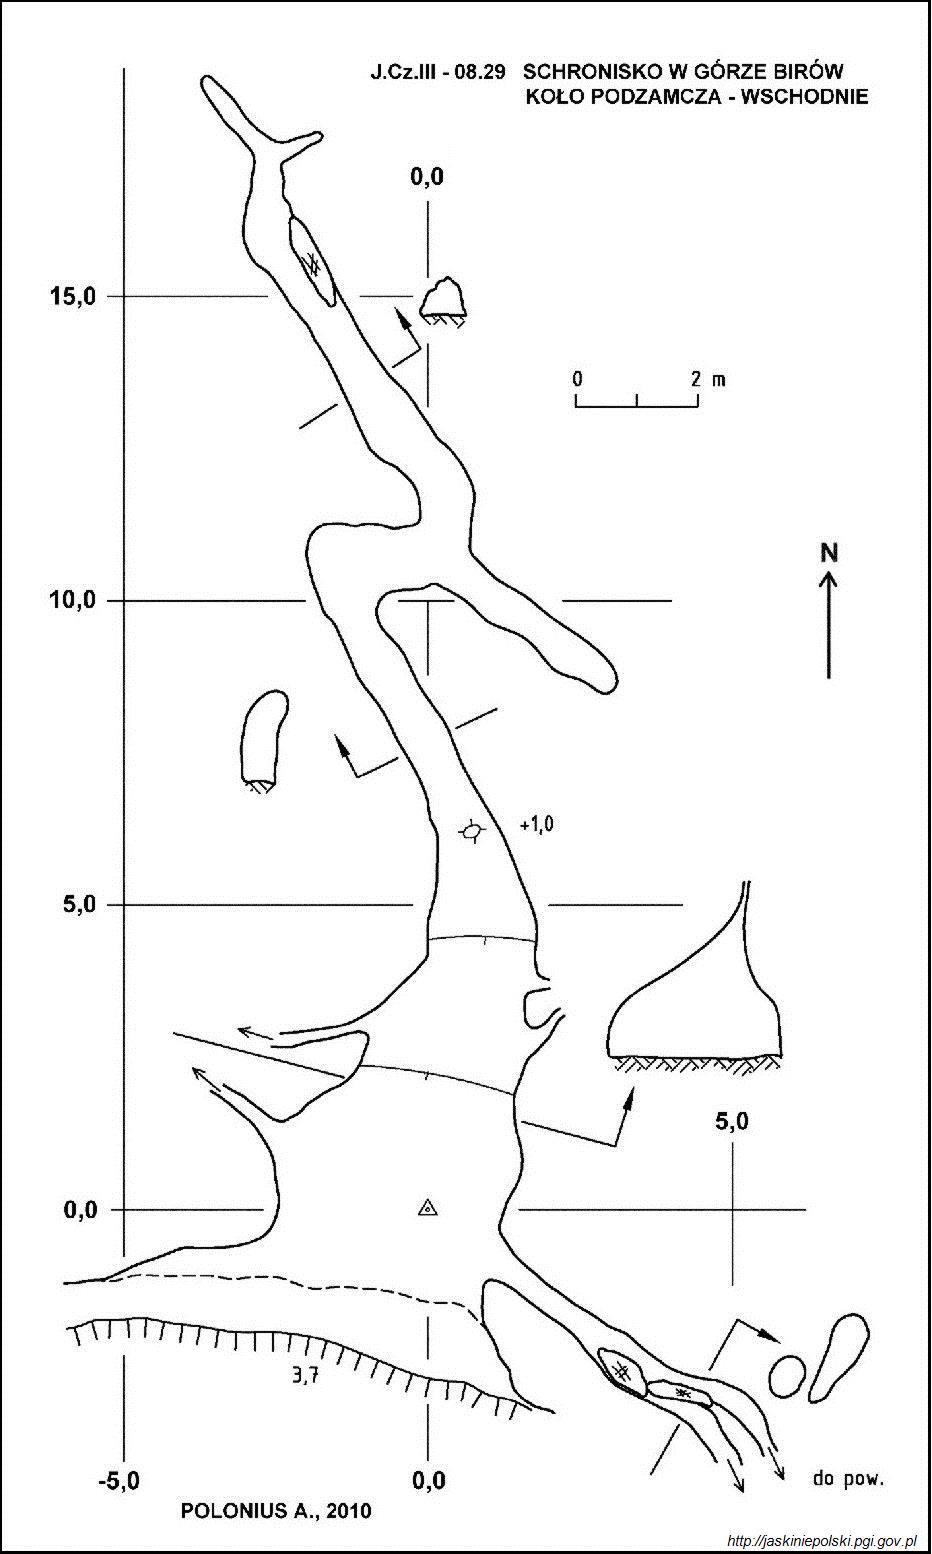 J.Cz.III - 08.29 SCHRONISKO W GÓRZE BIRÓW
KOŁO PODZAMCZA - WSCHODNIE
0,0
15,0
0 2 m
N
10,0
+1,0
5,0
5,0
0,0
3,7
-5,0 0,0 do pow.
POLONIUS A., 2010
http://jaskiniepolski.pgi.gov.pl